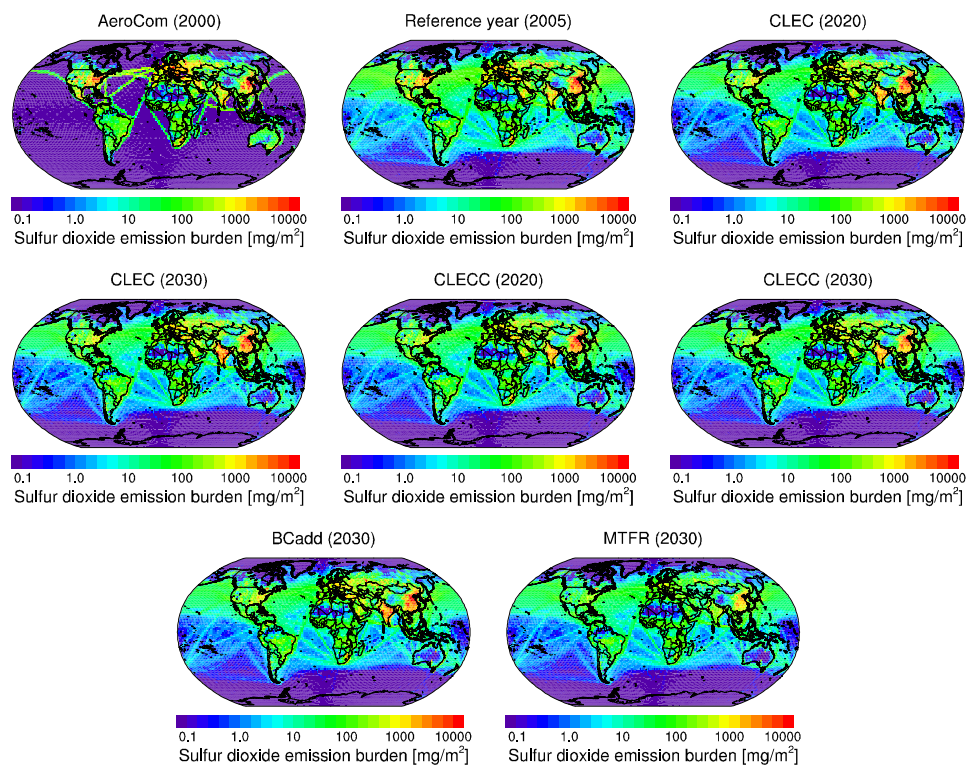 AeroCom (2000)
Reference year (2005)
CLEC (2020)
0.1 1.0 10 100 1000 10000
0.1 1.0 10 100 1000 10000
0.1 1.0 10 100 1000 10000
Sulfur dioxide emission burden [mg/m²]
Sulfur dioxide emission burden [mg/m²]
Sulfur dioxide emission burden [mg/m²]
CLEC (2030)
CLECC (2020)
CLECC (2030)
0.1 1.0 10 100 1000 10000
0.1 1.0 10 100 1000 10000
0.1 1.0 10 100 1000 10000
Sulfur dioxide emission burden [mg/m²]
Sulfur dioxide emission burden [mg/m²]
Sulfur dioxide emission burden [mg/m²]
BCadd (2030)
MTFR (2030)
0.1 1.0 10 100 1000 10000
0.1 1.0 10 100 1000 10000
Sulfur dioxide emission burden [mg/m²]
Sulfur dioxide emission burden [mg/m²]